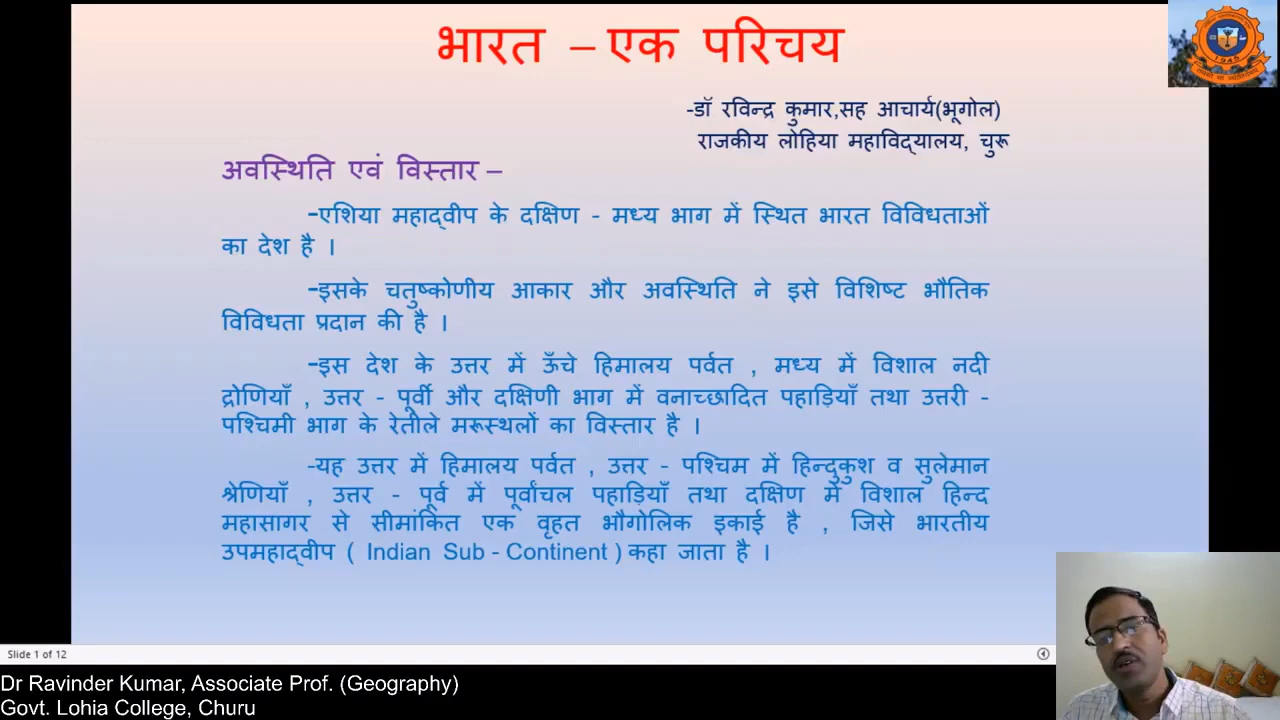 भारत – एक परिचय
-डॉ रविन्द्र कुमार,सह आचार्य(भूगोल)
राजकीय लोहिया महाविद्यालय, चुरू
अवस्थिति एवं विस्तार –
-एशिया महाद्वीप के दक्षिण - मध्य भाग में स्थित भारत विविधताओं
का देश है ।
-इसके चतुष्कोणीय आकार और अवस्थिति ने इसे विशिष्ट भौतिक
विविधता प्रदान की है ।
-इस देश के उत्तर में ऊँचे हिमालय पर्वत , मध्य में विशाल नदी
द्रोणियाँ , उत्तर - पूर्वी और दक्षिणी भाग में वनाच्छादित पहाड़ियाँ तथा उत्तरी -
पश्चिमी भाग के रेतीले मरूस्थलों का विस्तार है ।
-यह उत्तर में हिमालय पर्वत , उत्तर - पश्चिम में हिन्दुकुश व सुलेमान
श्रेणियाँ , उत्तर - पूर्व में पूर्वांचल पहाड़ियाँ तथा दक्षिण में विशाल हिन्द
महासागर से सीमांकित एक वृहत भौगोलिक इकाई है , जिसे भारतीय
उपमहाद्वीप ( Indian Sub - Continent ) कहा जाता है ।
Slide 1 of 12
Dr Ravinder Kumar, Associate Prof. (Geography)
Govt. Lohia College, Churu
1945